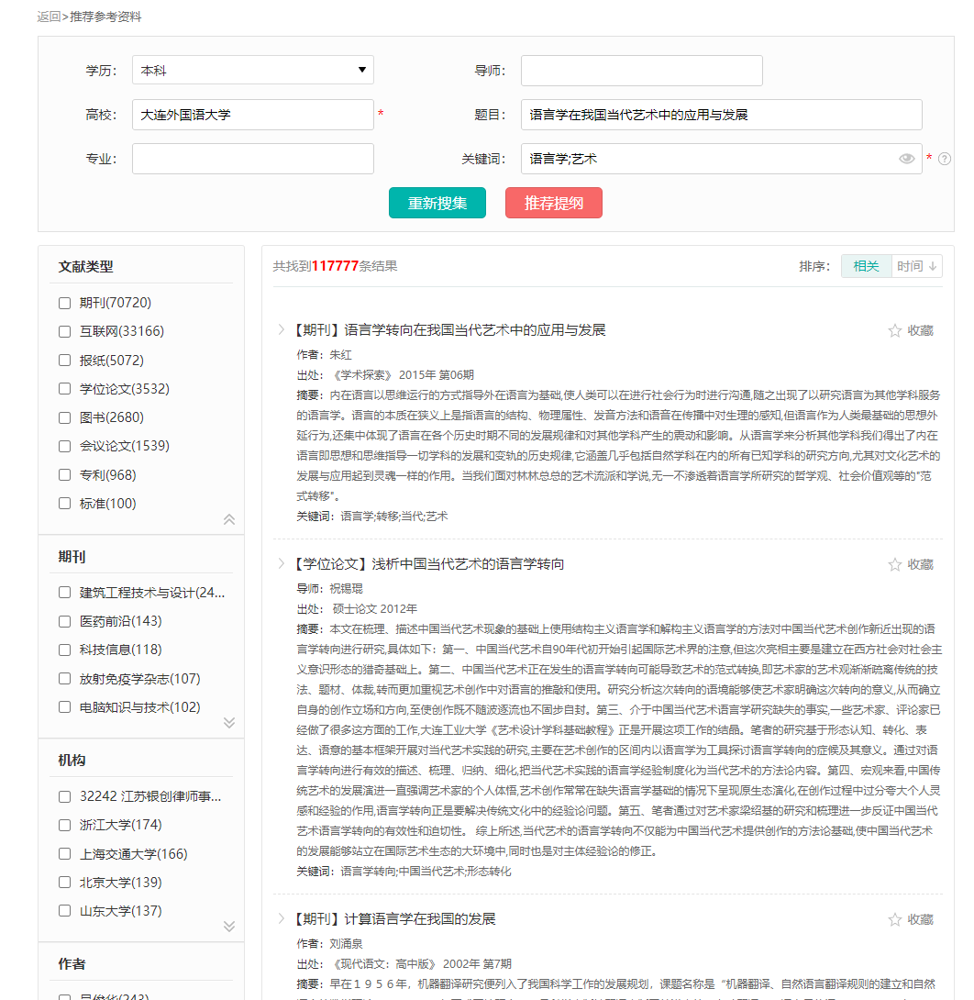 返回>推荐参考资料
学历： 本科 ▼ 导师：
高校： 大连外国语大学 * 题目： 语言学在我国当代艺术中的应用与发展
专业： 关键词： 语言学;艺术 * ?
重新搜集 推荐提纲
文献类型
期刊(70720)
互联网(33166)
报纸(5072)
学位论文(3532)
图书(2680)
会议论文(1539)
专利(968)
标准(100)
期刊
建筑工程技术与设计(24...
医药前沿(143)
科技信息(118)
放射免疫学杂志(107)
电脑知识与技术(102)
机构
32242 江苏银创律师事...
浙江大学(174)
上海交通大学(166)
北京大学(139)
山东大学(137)
作者
共找到117777条结果 排序： 相关 时间↓
【期刊】语言学转向在我国当代艺术中的应用与发展 收藏
作者：朱红
出处：《学术探索》 2015年 第06期
摘要：内在语言以思维运行的方式指导外在语言为基础,使人类可以在进行社会行为时进行沟通,随之出现了以研究语言为其他学科服务
的语言学。语言的本质在狭义上是指语言的结构、物理属性、发音方法和语音在传播中对生理的感知,但语言作为人类最基础的思想外
延行为,还集中体现了语言在各个历史时期不同的发展规律和对其他学科产生的震动和影响。从语言学来分析其他学科我们得出了内在
语言即思想和思维指导一切学科的发展和变轨的历史规律,它涵盖几乎包括自然学科在内的所有已知学科的研究方向,尤其对文化艺术的
发展与应用起到灵魂一样的作用。当我们面对林林总总的艺术流派和学说,无一不渗透着语言学所研究的哲学观、社会价值观等的"范
式转移"。
关键词：语言学;转移;当代;艺术
【学位论文】浅析中国当代艺术的语言学转向 收藏
导师：祝锡琨
出处： 硕士论文 2012年
摘要：本文在梳理、描述中国当代艺术现象的基础上使用结构主义语言学和解构主义语言学的方法对中国当代艺术创作新近出现的语
言学转向进行研究,具体如下：第一、中国当代艺术自90年代初开始引起国际艺术界的注意,但这次亮相主要是建立在西方社会对社会主
义意识形态的猎奇基础上。第二、中国当代艺术正在发生的语言学转向可能导致艺术的范式转换,即艺术家的艺术观渐渐疏离传统的技
法、题材、体裁,转而更加重视艺术创作中对语言的推敲和使用。研究分析这次转向的语境能够使艺术家明确这次转向的意义,从而确立
自身的创作立场和方向,至使创作既不随波逐流也不固步自封。第三、介于中国当代艺术语言学研究缺失的事实,一些艺术家、评论家已
经做了很多这方面的工作,大连工业大学《艺术设计学科基础教程》正是开展这项工作的结晶。笔者的研究基于形态认知、转化、表
达、语意的基本框架开展对当代艺术实践的研究,主要在艺术创作的区间内以语言学为工具探讨语言学转向的症候及其意义。通过对语
言学转向进行有效的描述、梳理、归纳、细化,把当代艺术实践的语言学经验制度化为当代艺术的方法论内容。第四、宏观来看,中国传
统艺术的发展演进一直强调艺术家的个人体悟,艺术创作常常在缺失语言学基础的情况下呈现原生态演化,在创作过程中过分夸大个人灵
感和经验的作用,语言学转向正是要解决传统文化中的经验论问题。第五、笔者通过对艺术家梁绍基的研究和梳理进一步反证中国当代
艺术语言学转向的有效性和迫切性。 综上所述,当代艺术的语言学转向不仅能为中国当代艺术提供创作的方法论基础,使中国当代艺术
的发展能够站立在国际艺术生态的大环境中,同时也是对主体经验论的修正。
关键词：语言学转向;中国当代艺术;形态转化
【期刊】计算语言学在我国的发展 收藏
作者：刘涌泉
出处：《现代语文：高中版》 2002年 第7期
摘要：早在１９５６年，机器翻译研究便列入了我国科学工作的发展规划，课题名称是“机器翻译、自然语言翻译规则的建立和自然